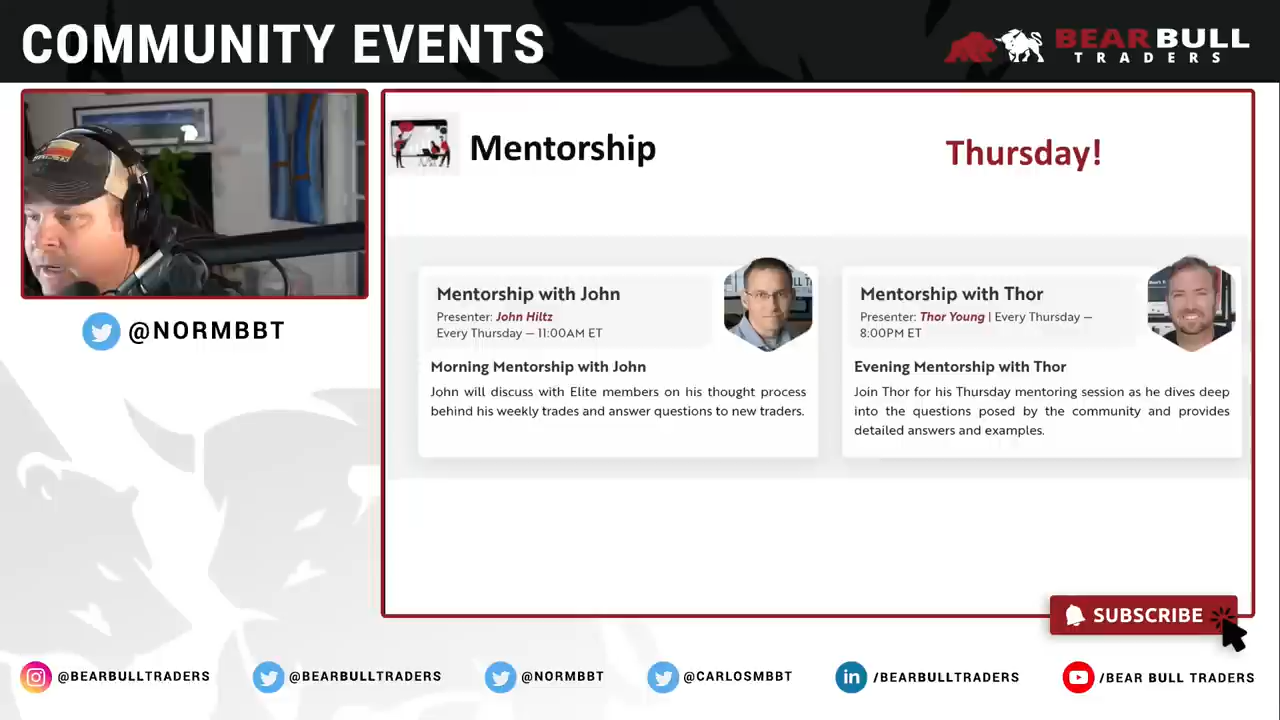 COMMUNITY EVENTS
BEARBULL
TRADERS
@NORMBBT
Mentorship
Thursday!
Mentorship with John
Presenter: John Hiltz
Every Thursday — 11:00AM ET
Morning Mentorship with John
John will discuss with Elite members on his thought process
behind his weekly trades and answer questions to new traders.
Mentorship with Thor
Presenter: Thor Young | Every Thursday —
8:00PM ET
Evening Mentorship with Thor
Join Thor for his Thursday mentoring session as he dives deep
into the questions posed by the community and provides
detailed answers and examples.
SUBSCRIBE
@BEARBULLTRADERS
@BEARBULLTRADERS
@NORMBBT
@CARLOSMBBT
/BEARBULLTRADERS
/BEAR BULL TRADERS